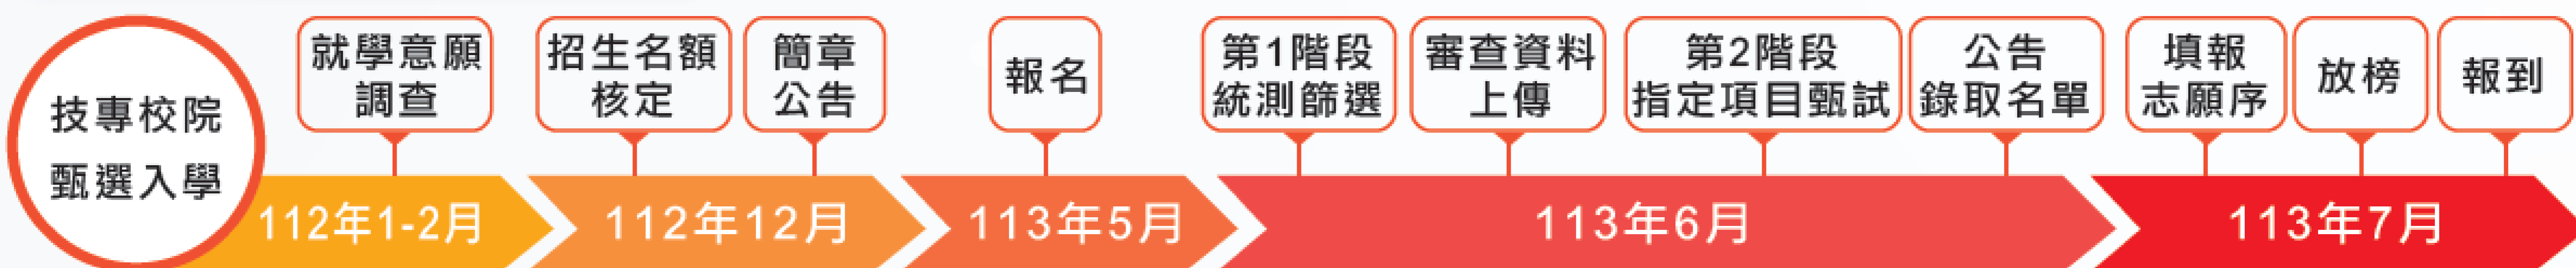 技專校院
甄選入學
就學意願
調查
招生名額
核定
簡章
公告
報名
第1階段
統測篩選
審查資料
上傳
第2階段
指定項目甄試
公告
錄取名單
填報
志願序
放榜
報到
112年1-2月
112年12月
113年5月
113年6月
113年7月